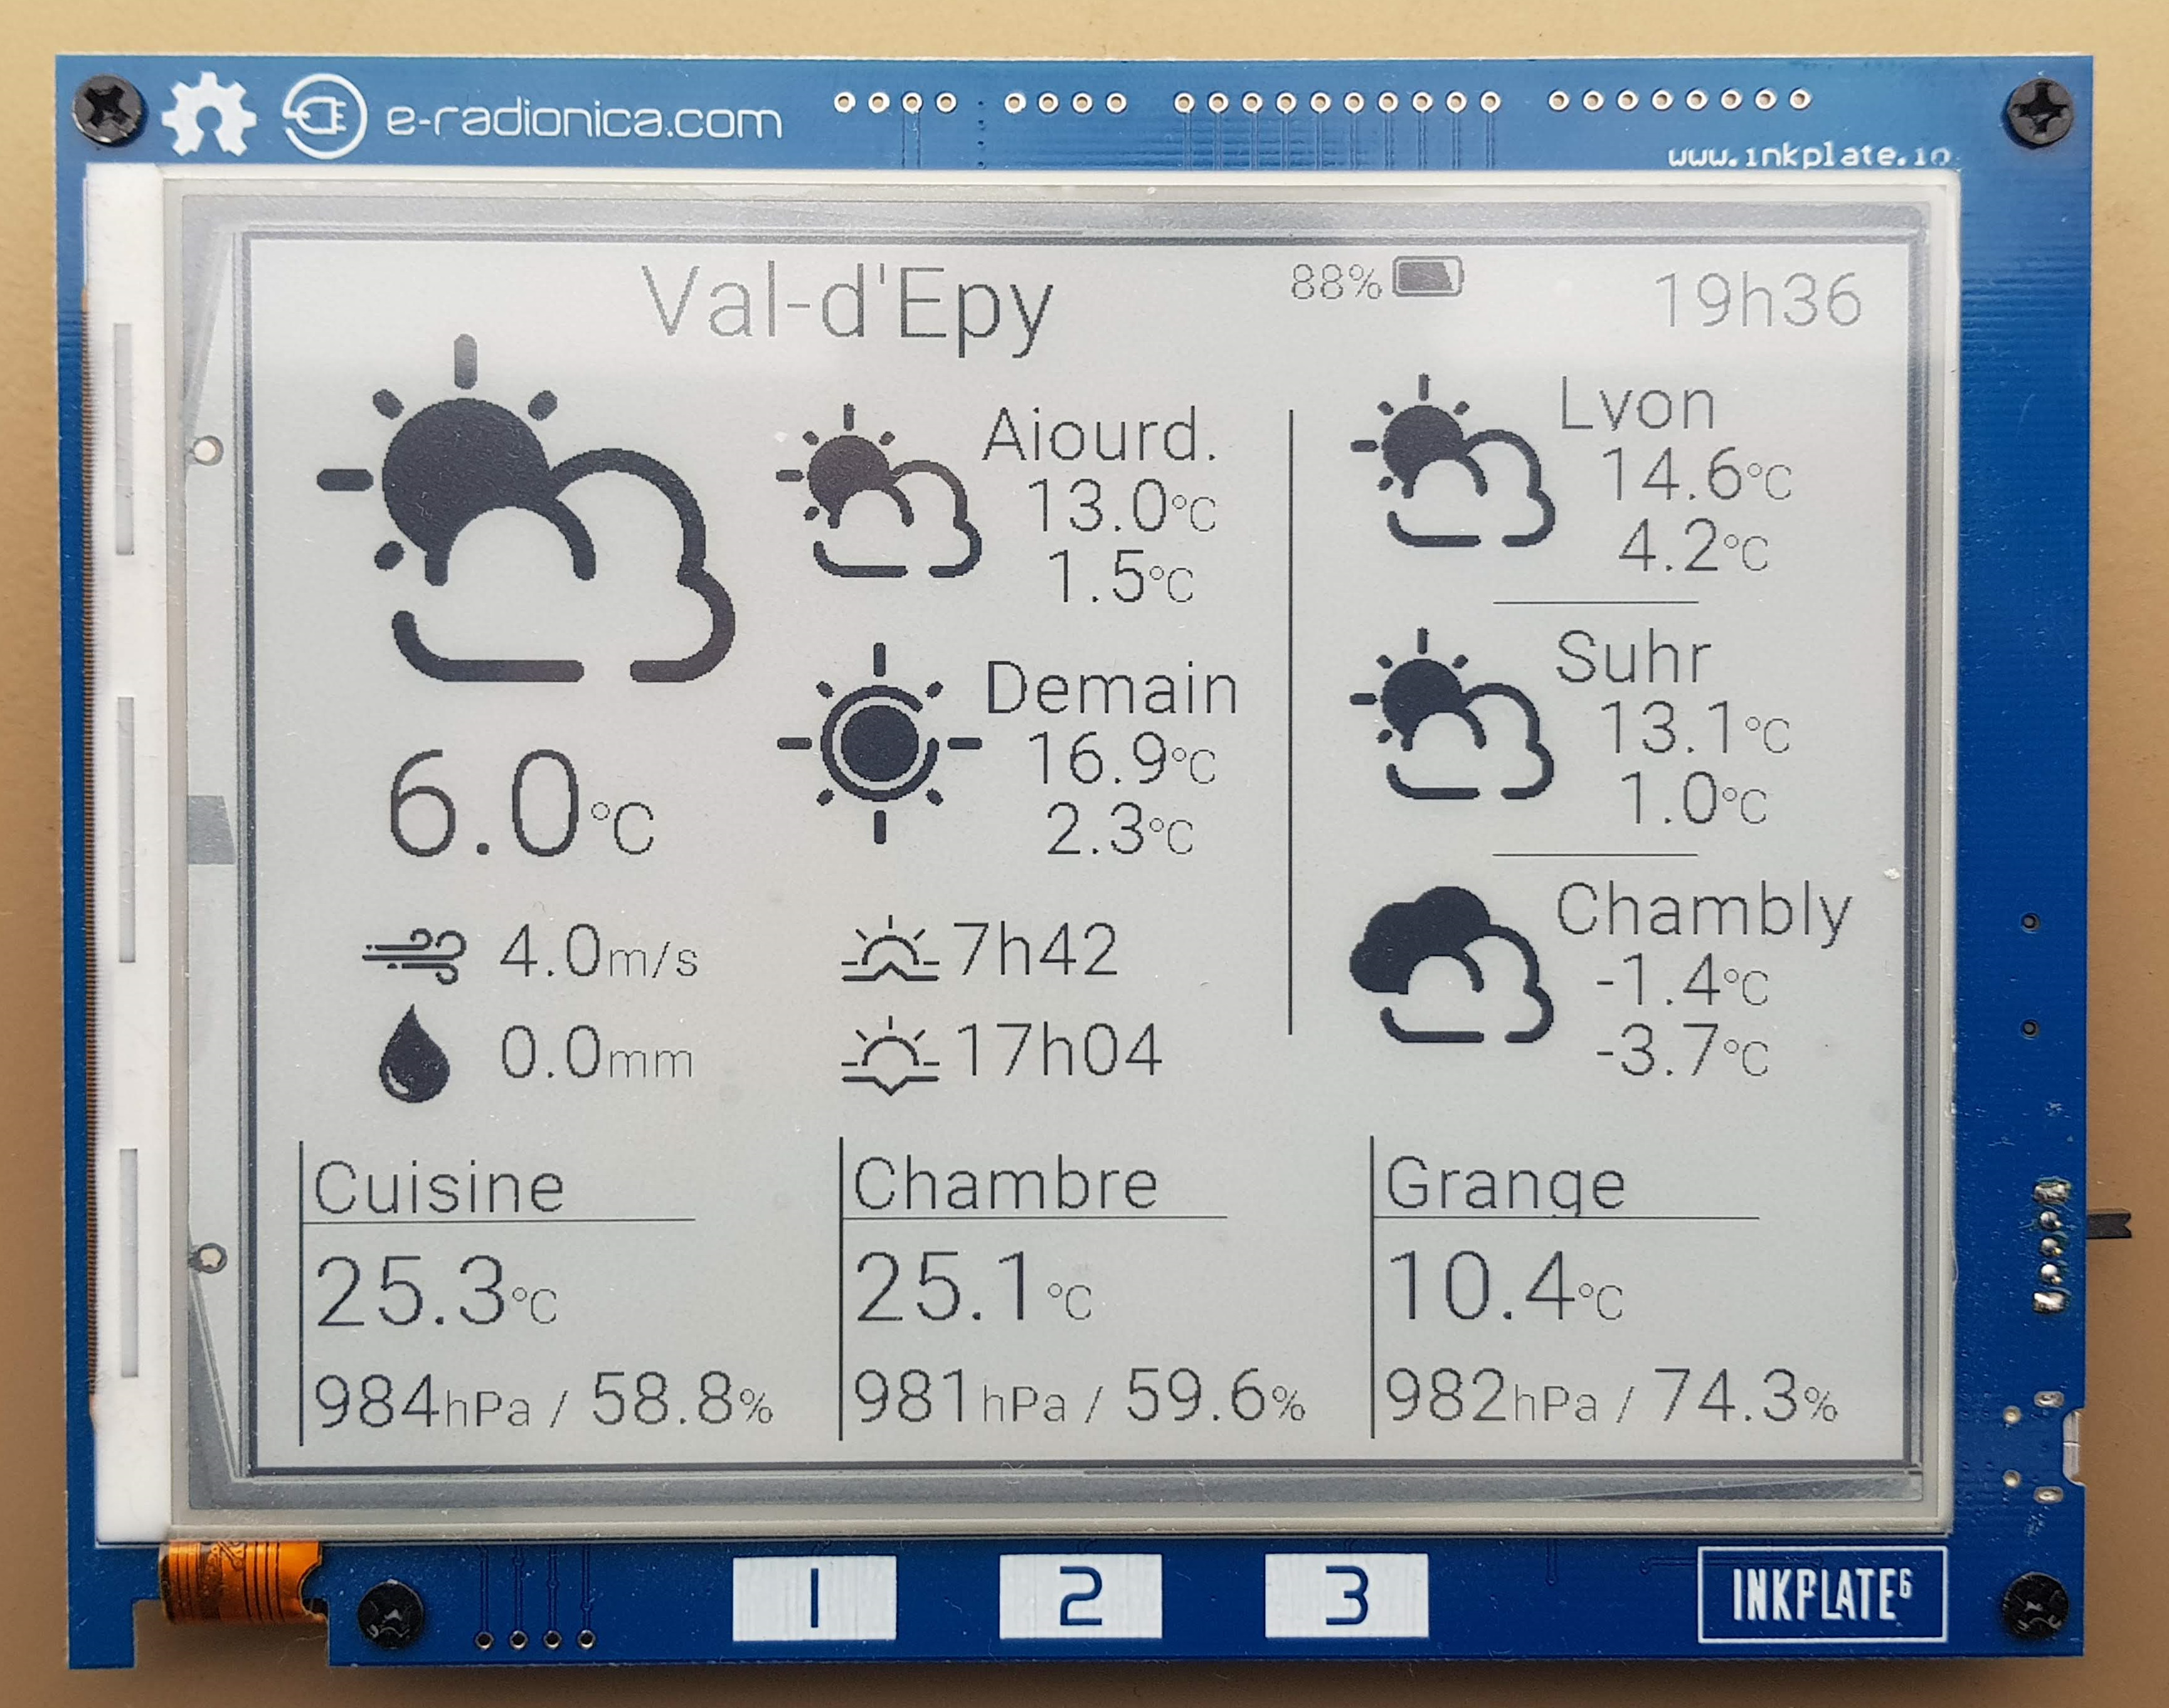 e-radionica.com
www.inkplate.io
Val-d'Epy
88%
19h36
6.0°C
4.0m/s
0.0mm
Aiourd.
13.0°C
1.5°C
Demain
16.9°C
2.3°C
7h42
17h04
Lvon
14.6°C
4.2°C
Suhr
13.1°C
1.0°C
Chambly
-1.4°C
-3.7°C
Cuisine
25.3°C
984hPa / 58.8%
Chambre
25.1°C
981hPa / 59.6%
Grange
10.4°C
982hPa / 74.3%
1
2
3
INKPLATE6